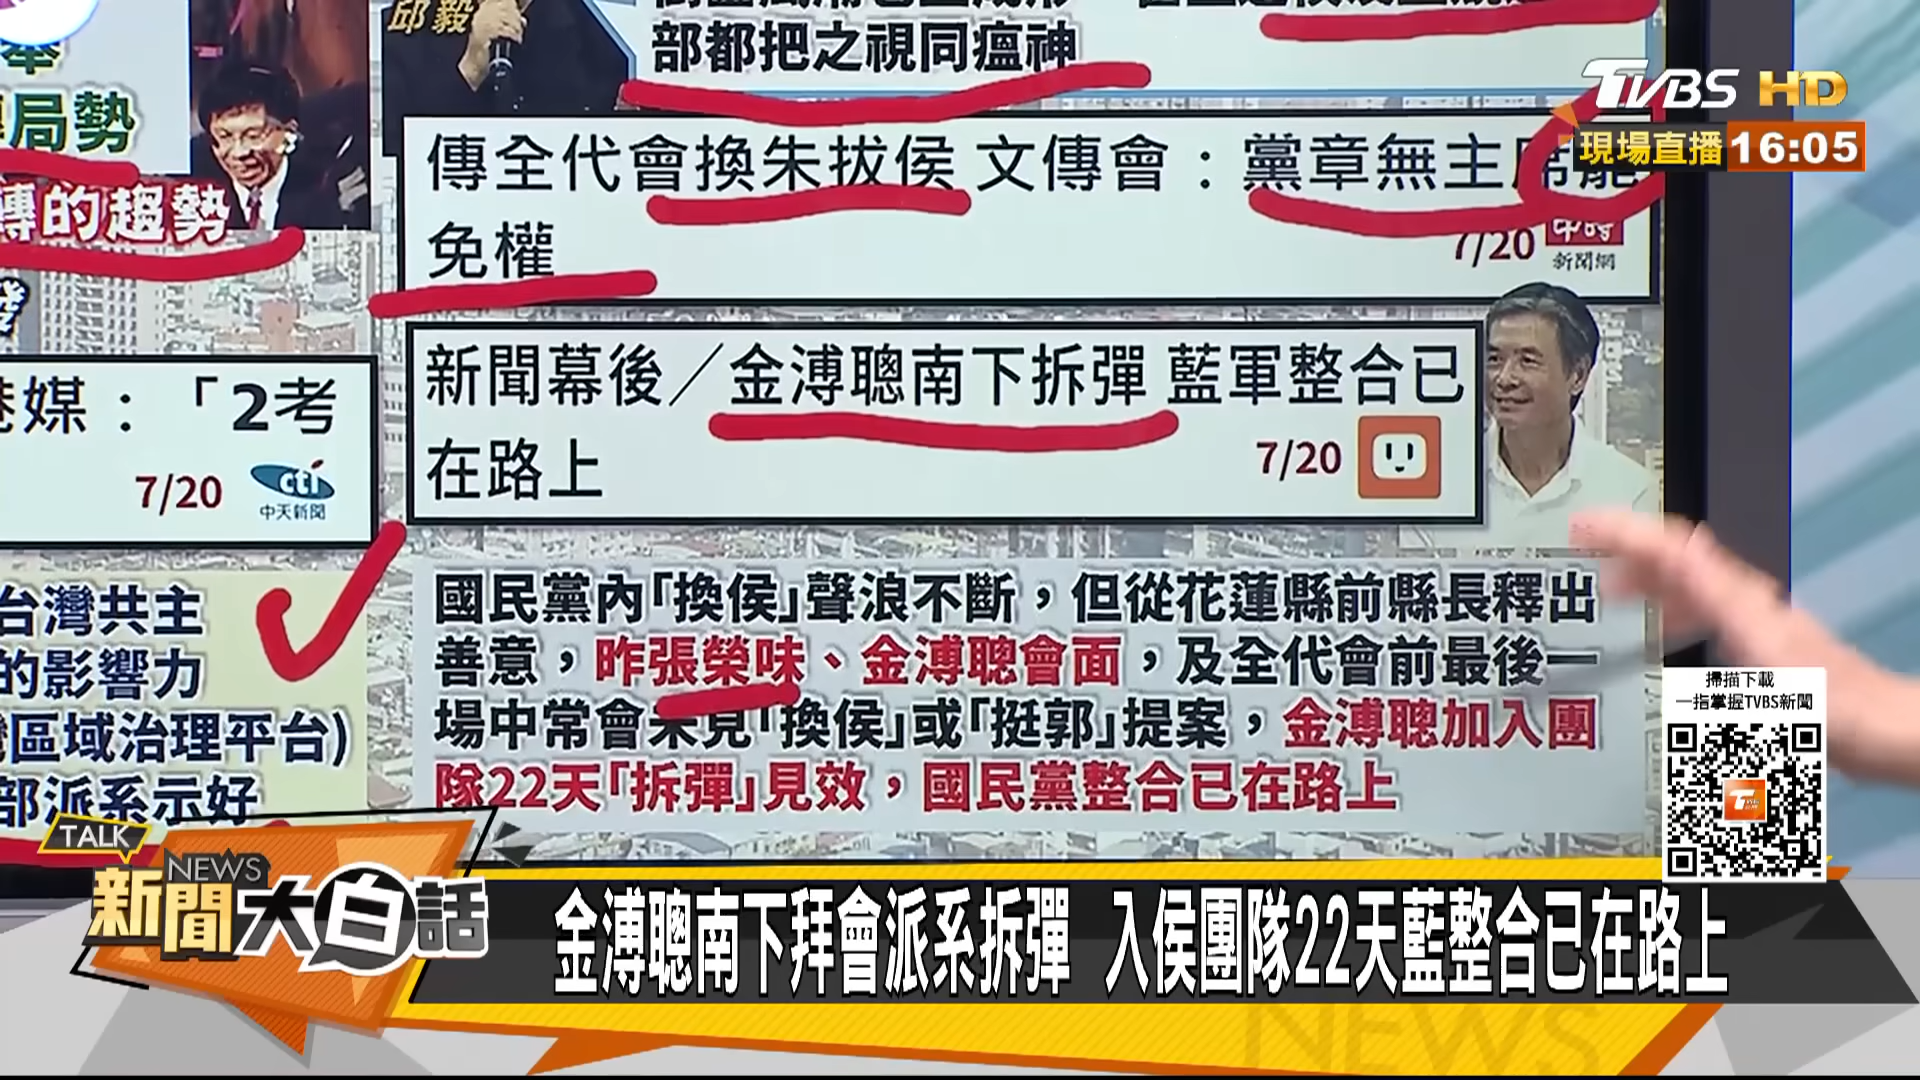 邱毅
部都把之視同瘟神
TVBS HD
現場直播 16:05
局勢
轉的趨勢
傳全代會換朱拔侯 文傳會：黨章無主席能
免權
7/20
即時
新聞網
港媒：「2考
7/20
cti
中天新聞
新聞幕後／金溥聰南下拆彈 藍軍整合已
在路上
7/20
台灣共主
的影響力
區域治理平台)
部派系示好
國民黨內「換侯」聲浪不斷，但從花蓮縣前縣長釋出
善意，昨張榮味、金溥聰會面，及全代會前最後一
場中常會未見「換侯」或「挺郭」提案，金溥聰加入團
隊22天「拆彈」見效，國民黨整合已在路上
掃描下載
一指掌握TVBS新聞
TALK
NEWS
新聞大白話
金溥聰南下拜會派系拆彈 入侯團隊22天藍整合已在路上
NEWS